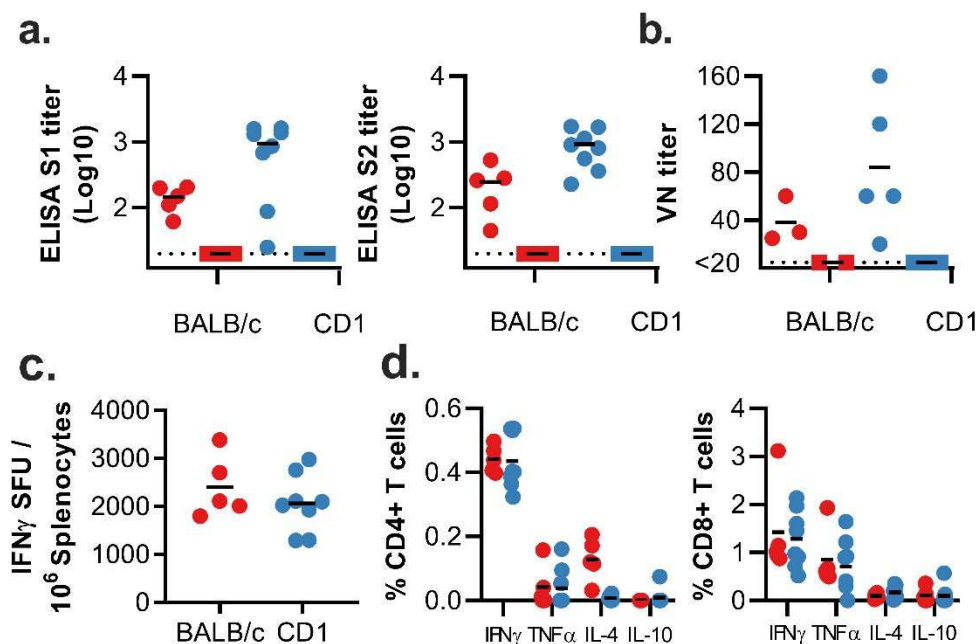 a.
ELISA S1 titer
(Log10)
4
3
2
BALB/c CD1
ELISA S2 titer
(Log10)
4
3
2
BALB/c CD1
b.
VN titer
160
120
80
40
<20
BALB/c CD1
c.
IFNγ SFU /
10⁶ Splenocytes
4000
3000
2000
1000
0
BALB/c CD1
d.
% CD4+ T cells
0.6
0.4
0.2
0.0
IFNγ TNFα IL-4 IL-10
% CD8+ T cells
4
3
2
1
0
IFNγ TNFα IL-4 IL-10